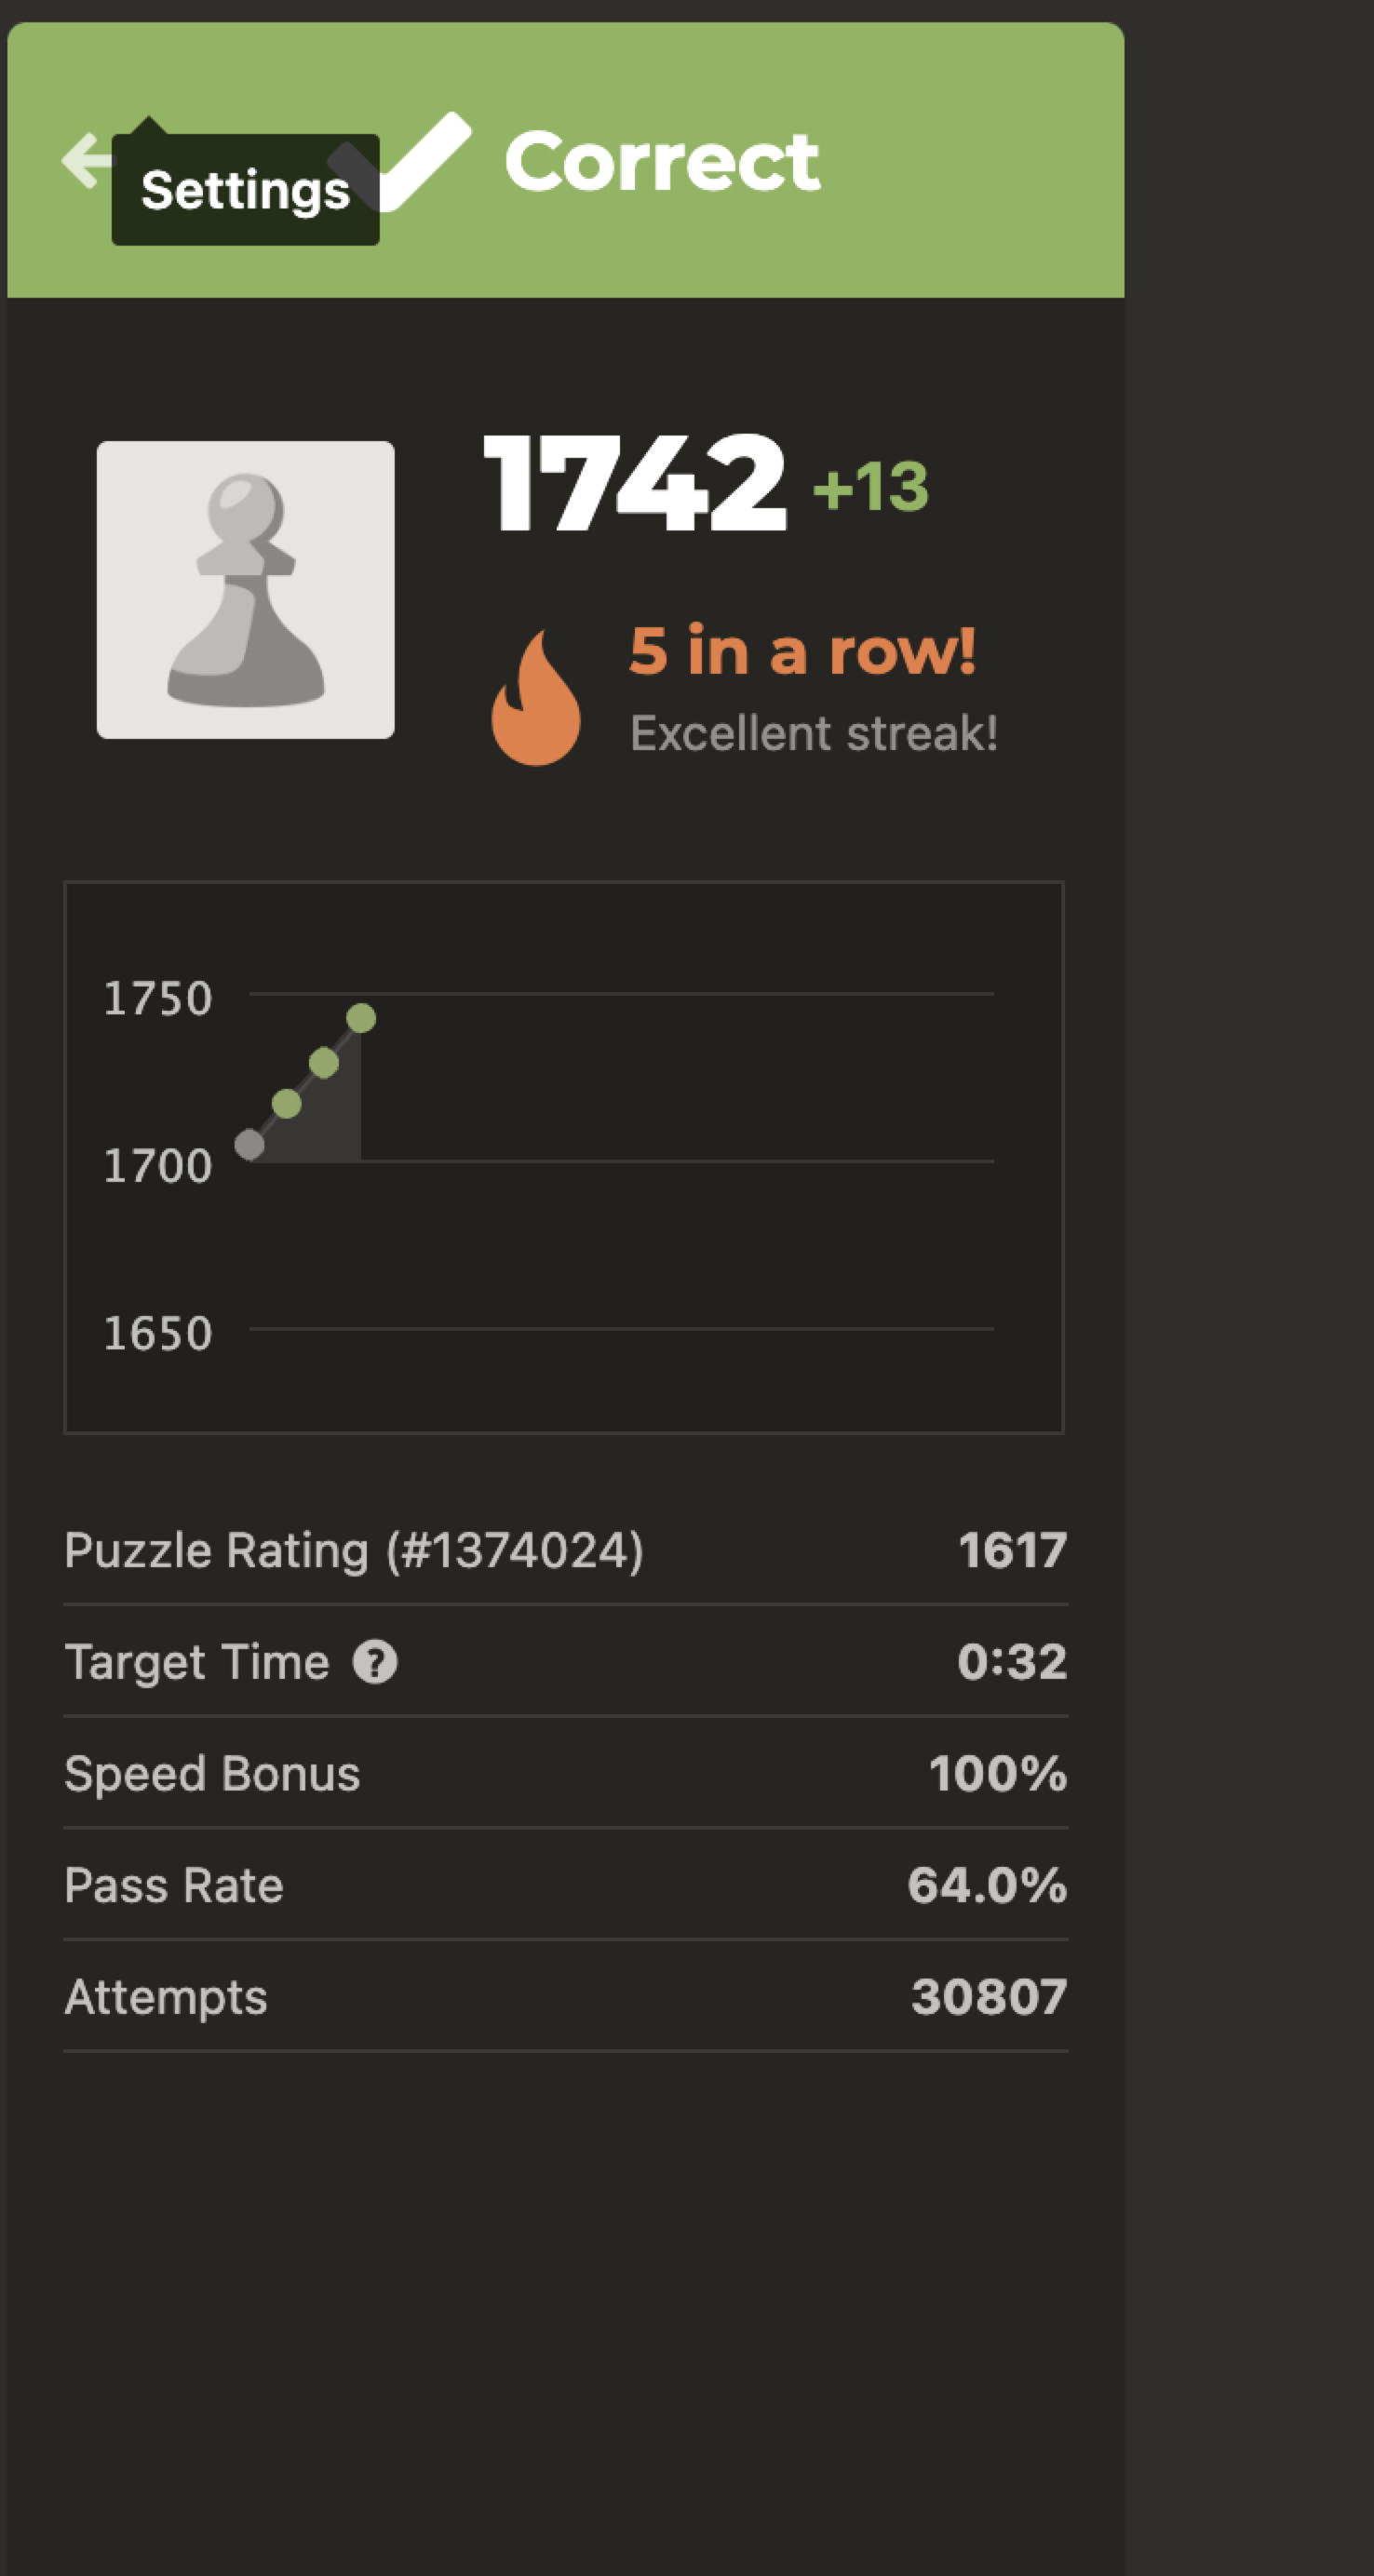 Settings
Correct
1742 +13
5 in a row!
Excellent streak!
1750
1700
1650
Puzzle Rating (#1374024) 1617
Target Time ? 0:32
Speed Bonus 100%
Pass Rate 64.0%
Attempts 30807